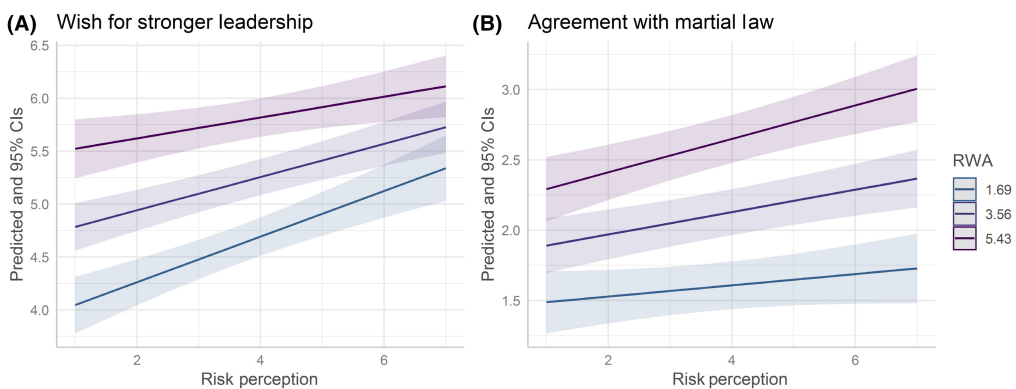 (A) Wish for stronger leadership
Predicted and 95% CIs
6.5
6.0
5.5
5.0
4.5
4.0
2 4 6
Risk perception
(B) Agreement with martial law
Predicted and 95% CIs
3.0
2.5
2.0
1.5
2 4 6
Risk perception
RWA
1.69
3.56
5.43